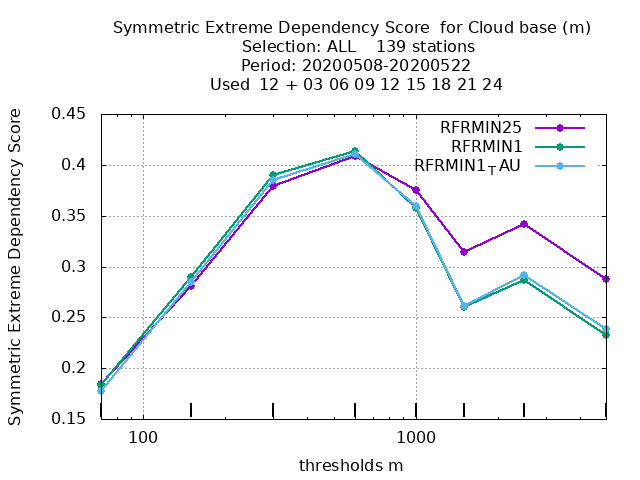 Symmetric Extreme Dependency Score  for Cloud base (m)
Selection: ALL    139 stations
Period: 20200508-20200522
Used  12 + 03 06 09 12 15 18 21 24
Symmetric Extreme Dependency Score
0.45
0.4
0.35
0.3
0.25
0.2
0.15
RFRMIN25
RFRMIN1
RFRMIN1TAU
100
1000
thresholds m